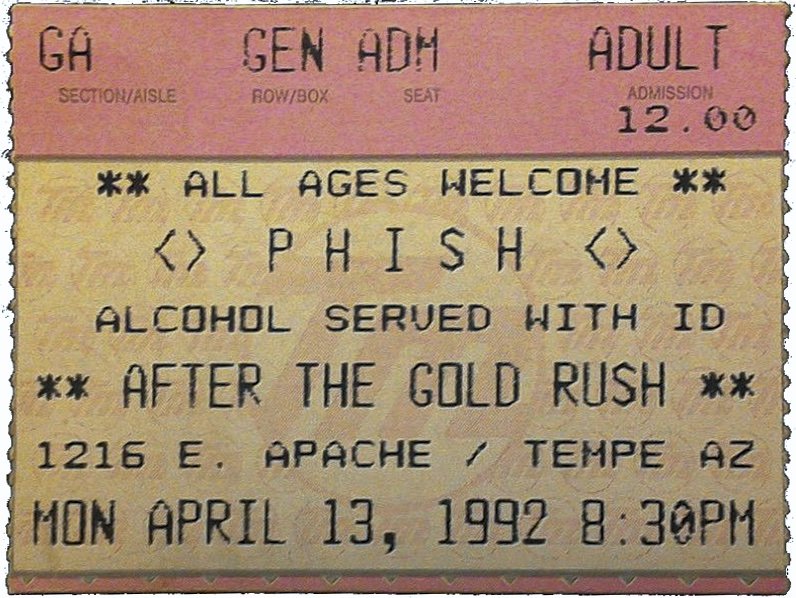 GA GEN ADM ADULT
SECTION/AISLE ROW/BOX SEAT ADMISSION
12.00
** ALL AGES WELCOME **
<> P H I S H <>
ALCOHOL SERVED WITH ID
** AFTER THE GOLD RUSH **
1216 E. APACHE / TEMPE AZ
MON APRIL 13, 1992 8:30PM